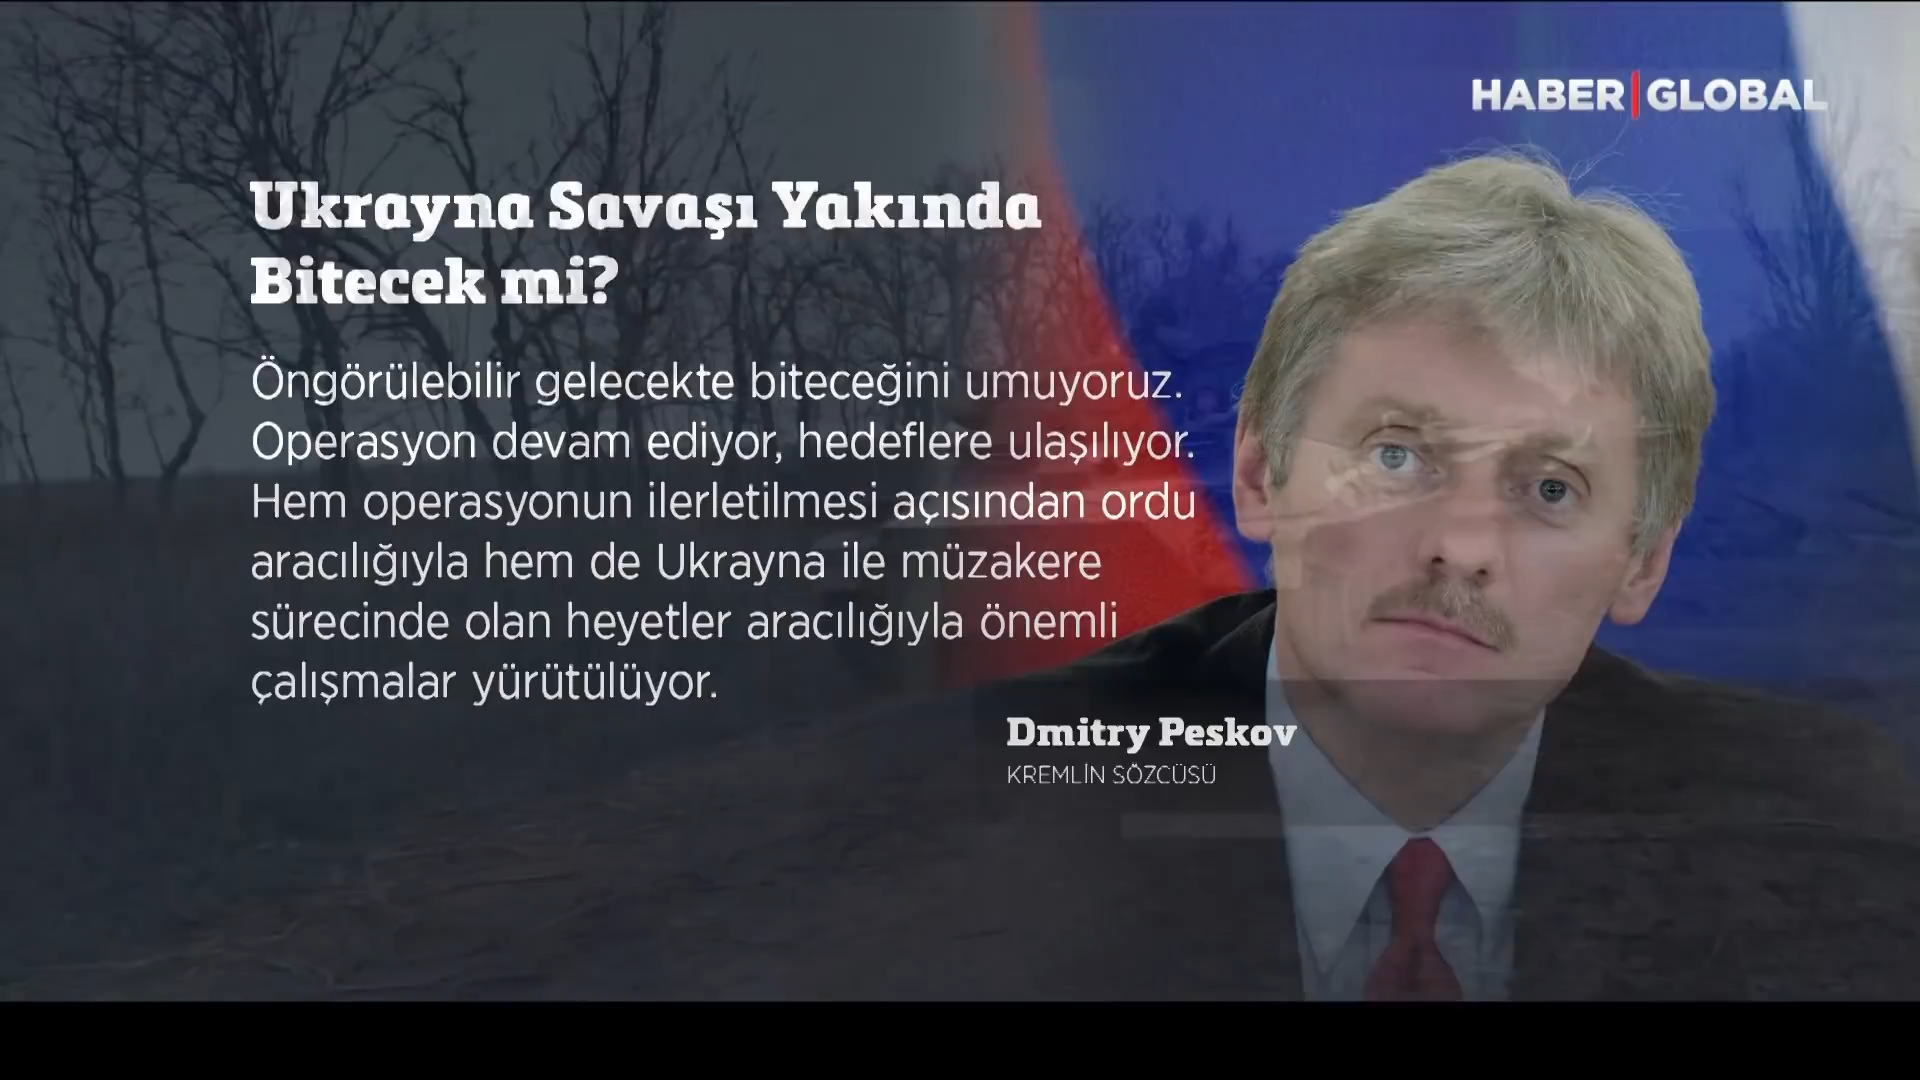 HABER GLOBAL
Ukrayna Savaşı Yakında
Bitecek mi?
Öngörülebilir gelecekte biteceğini umuyoruz.
Operasyon devam ediyor, hedeflere ulaşılıyor.
Hem operasyonun ilerletilmesi açısından ordu
aracılığıyla hem de Ukrayna ile müzakere
sürecinde olan heyetler aracılığıyla önemli
çalışmalar yürütülüyor.
Dmitry Peskov
KREMLİN SÖZCÜSÜ